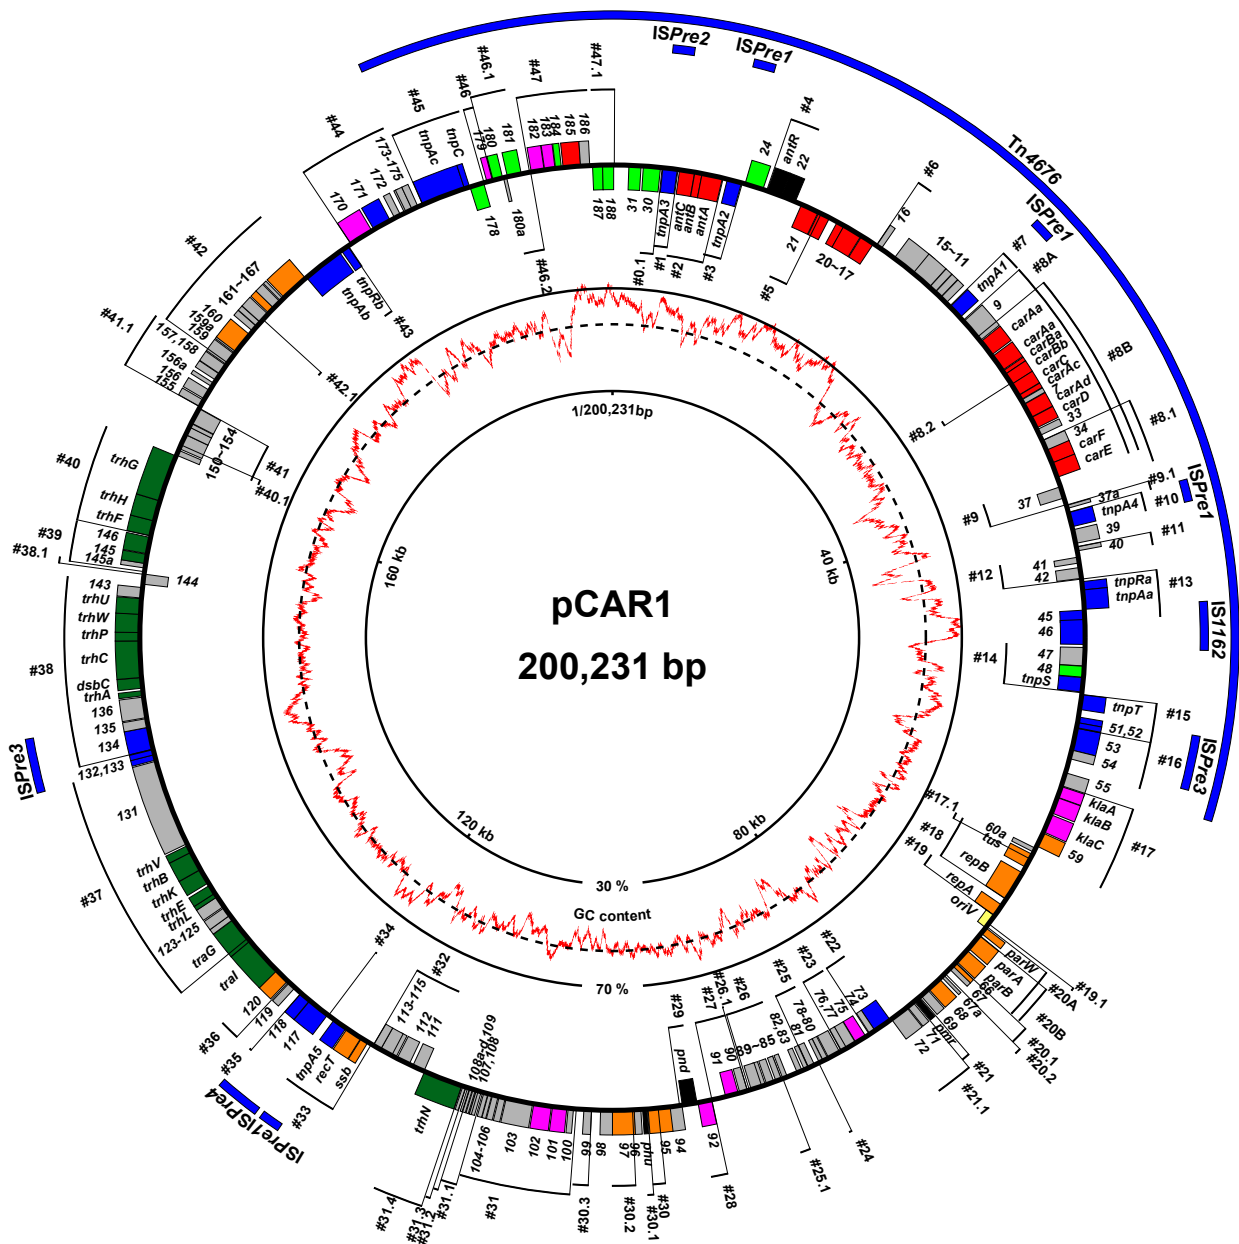 pCAR1
200,231 bp
1/200,231bp
40 kb
80 kb
120 kb
160 kb
30 %
GC content
70 %
Tn4676
ISPre2
ISPre1
ISPre1
ISPre1
IS1162
ISPre3
ISPre1
ISPre4
ISPre3
#0.1
#1
#2
#3
#4
#5
#6
#7
#8A
#8B
#8.1
#8.2
#9
#9.1
#10
#11
#12
#13
#14
#15
#16
#17
#17.1
#18
#19
#19.1
#20A
#20B
#20.1
#20.2
#21
#21.1
#22
#23
#24
#25
#25.1
#26
#26.1
#27
#28
#29
#30
#30.1
#30.2
#30.3
#31
#31.1
#31.2
#31.3
#31.4
#32
#33
#34
#35
#36
#37
#38
#38.1
#39
#40
#40.1
#41
#41.1
#42
#42.1
#43
#44
#45
#46
#46.1
#46.2
#47
#47.1
187
188
31
30
tnpA3
antC
antB
antA
tnpA2
24
antR
22
21
20~17
16
15~11
tnpA1
9
carAa
carAa
carBa
carBb
carC
carAc
7
carAd
carD
33
34
carF
carE
37
37a
tnpA4
39
40
41
42
tnpRa
tnpAa
45
46
47
48
tnpS
tnpT
51,52
53
54
55
klaA
klaB
klaC
59
60a
tus
repB
repA
oriV
parW
parA
parB
66
67
67a
68
69
pmr
71
72
73
74
75
76,77
78-80
81
82,83
89~85
90
91
92
pnd
94
95
phu
96
97
98
99
100
101
102
103
104-106
107,108
108a-d,109
trhN
111
112
113-115
ssb
recT
tnpA5
117
118
119
120
traI
traG
123-125
trhL
trhE
trhK
trhB
trhV
131
132,133
134
135
136
trhA
dsbC
trhC
trhP
trhW
trhU
143
144
145a
145
146
trhF
trhH
trhG
150~154
155
156
156a
157,158
159
159a
160
161~167
tnpAb
tnpRb
170
171
172
173-175
tnpAc
tnpC
178
179
180
180a
181
182
183
184
185
186